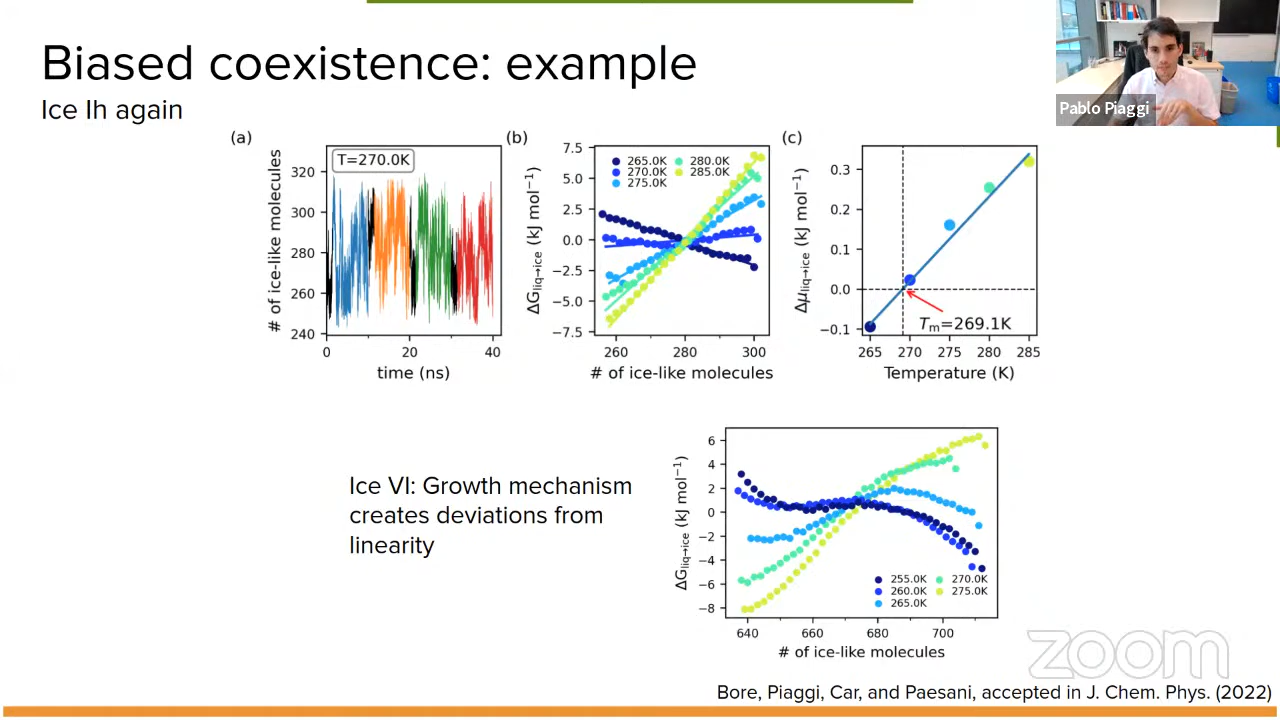 Biased coexistence: example
Ice Ih again
Pablo Piaggi
(a)
T=270.0K
# of ice-like molecules
320
300
280
260
240
0
20
40
time (ns)
(b)
265.0K
270.0K
275.0K
280.0K
285.0K
ΔG_liq→ice (kJ mol⁻¹)
7.5
5.0
2.5
0.0
−2.5
−5.0
−7.5
260
280
300
# of ice-like molecules
(c)
Δμ_liq→ice (kJ mol⁻¹)
0.3
0.2
0.1
0.0
−0.1
T_m=269.1K
265
270
275
280
285
Temperature (K)
Ice VI: Growth mechanism
creates deviations from
linearity
ΔG_liq→ice (kJ mol⁻¹)
6
4
2
0
−2
−4
−6
−8
255.0K
260.0K
265.0K
270.0K
275.0K
640
660
680
700
# of ice-like molecules
zoom
Bore, Piaggi, Car, and Paesani, accepted in J. Chem. Phys. (2022)